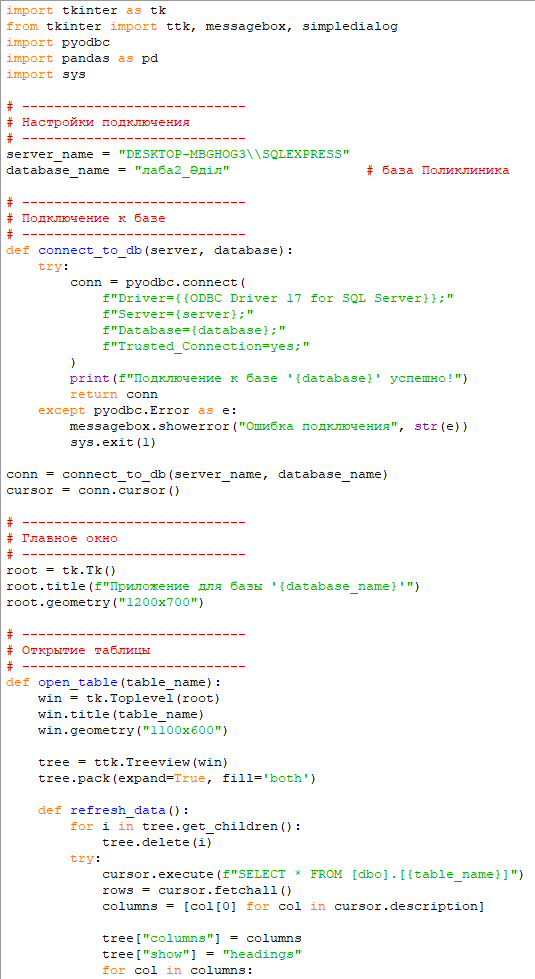 import tkinter as tk
from tkinter import ttk, messagebox, simpledialog
import pyodbc
import pandas as pd
import sys

# ----------------------------
# Настройки подключения
# ----------------------------
server_name = "DESKTOP-MBGHOG3\\SQLEXPRESS"
database_name = "лаба2_Әділ"                 # база Поликлиника

# ----------------------------
# Подключение к базе
# ----------------------------
def connect_to_db(server, database):
    try:
        conn = pyodbc.connect(
            f"Driver={{ODBC Driver 17 for SQL Server}};"
            f"Server={server};"
            f"Database={database};"
            f"Trusted_Connection=yes;"
        )
        print(f"Подключение к базе '{database}' успешно!")
        return conn
    except pyodbc.Error as e:
        messagebox.showerror("Ошибка подключения", str(e))
        sys.exit(1)

conn = connect_to_db(server_name, database_name)
cursor = conn.cursor()

# ----------------------------
# Главное окно
# ----------------------------
root = tk.Tk()
root.title(f"Приложение для базы '{database_name}'")
root.geometry("1200x700")

# ----------------------------
# Открытие таблицы
# ----------------------------
def open_table(table_name):
    win = tk.Toplevel(root)
    win.title(table_name)
    win.geometry("1100x600")

    tree = ttk.Treeview(win)
    tree.pack(expand=True, fill='both')

    def refresh_data():
        for i in tree.get_children():
            tree.delete(i)
        try:
            cursor.execute(f"SELECT * FROM [dbo].[{table_name}]")
            rows = cursor.fetchall()
            columns = [col[0] for col in cursor.description]

            tree["columns"] = columns
            tree["show"] = "headings"
            for col in columns: